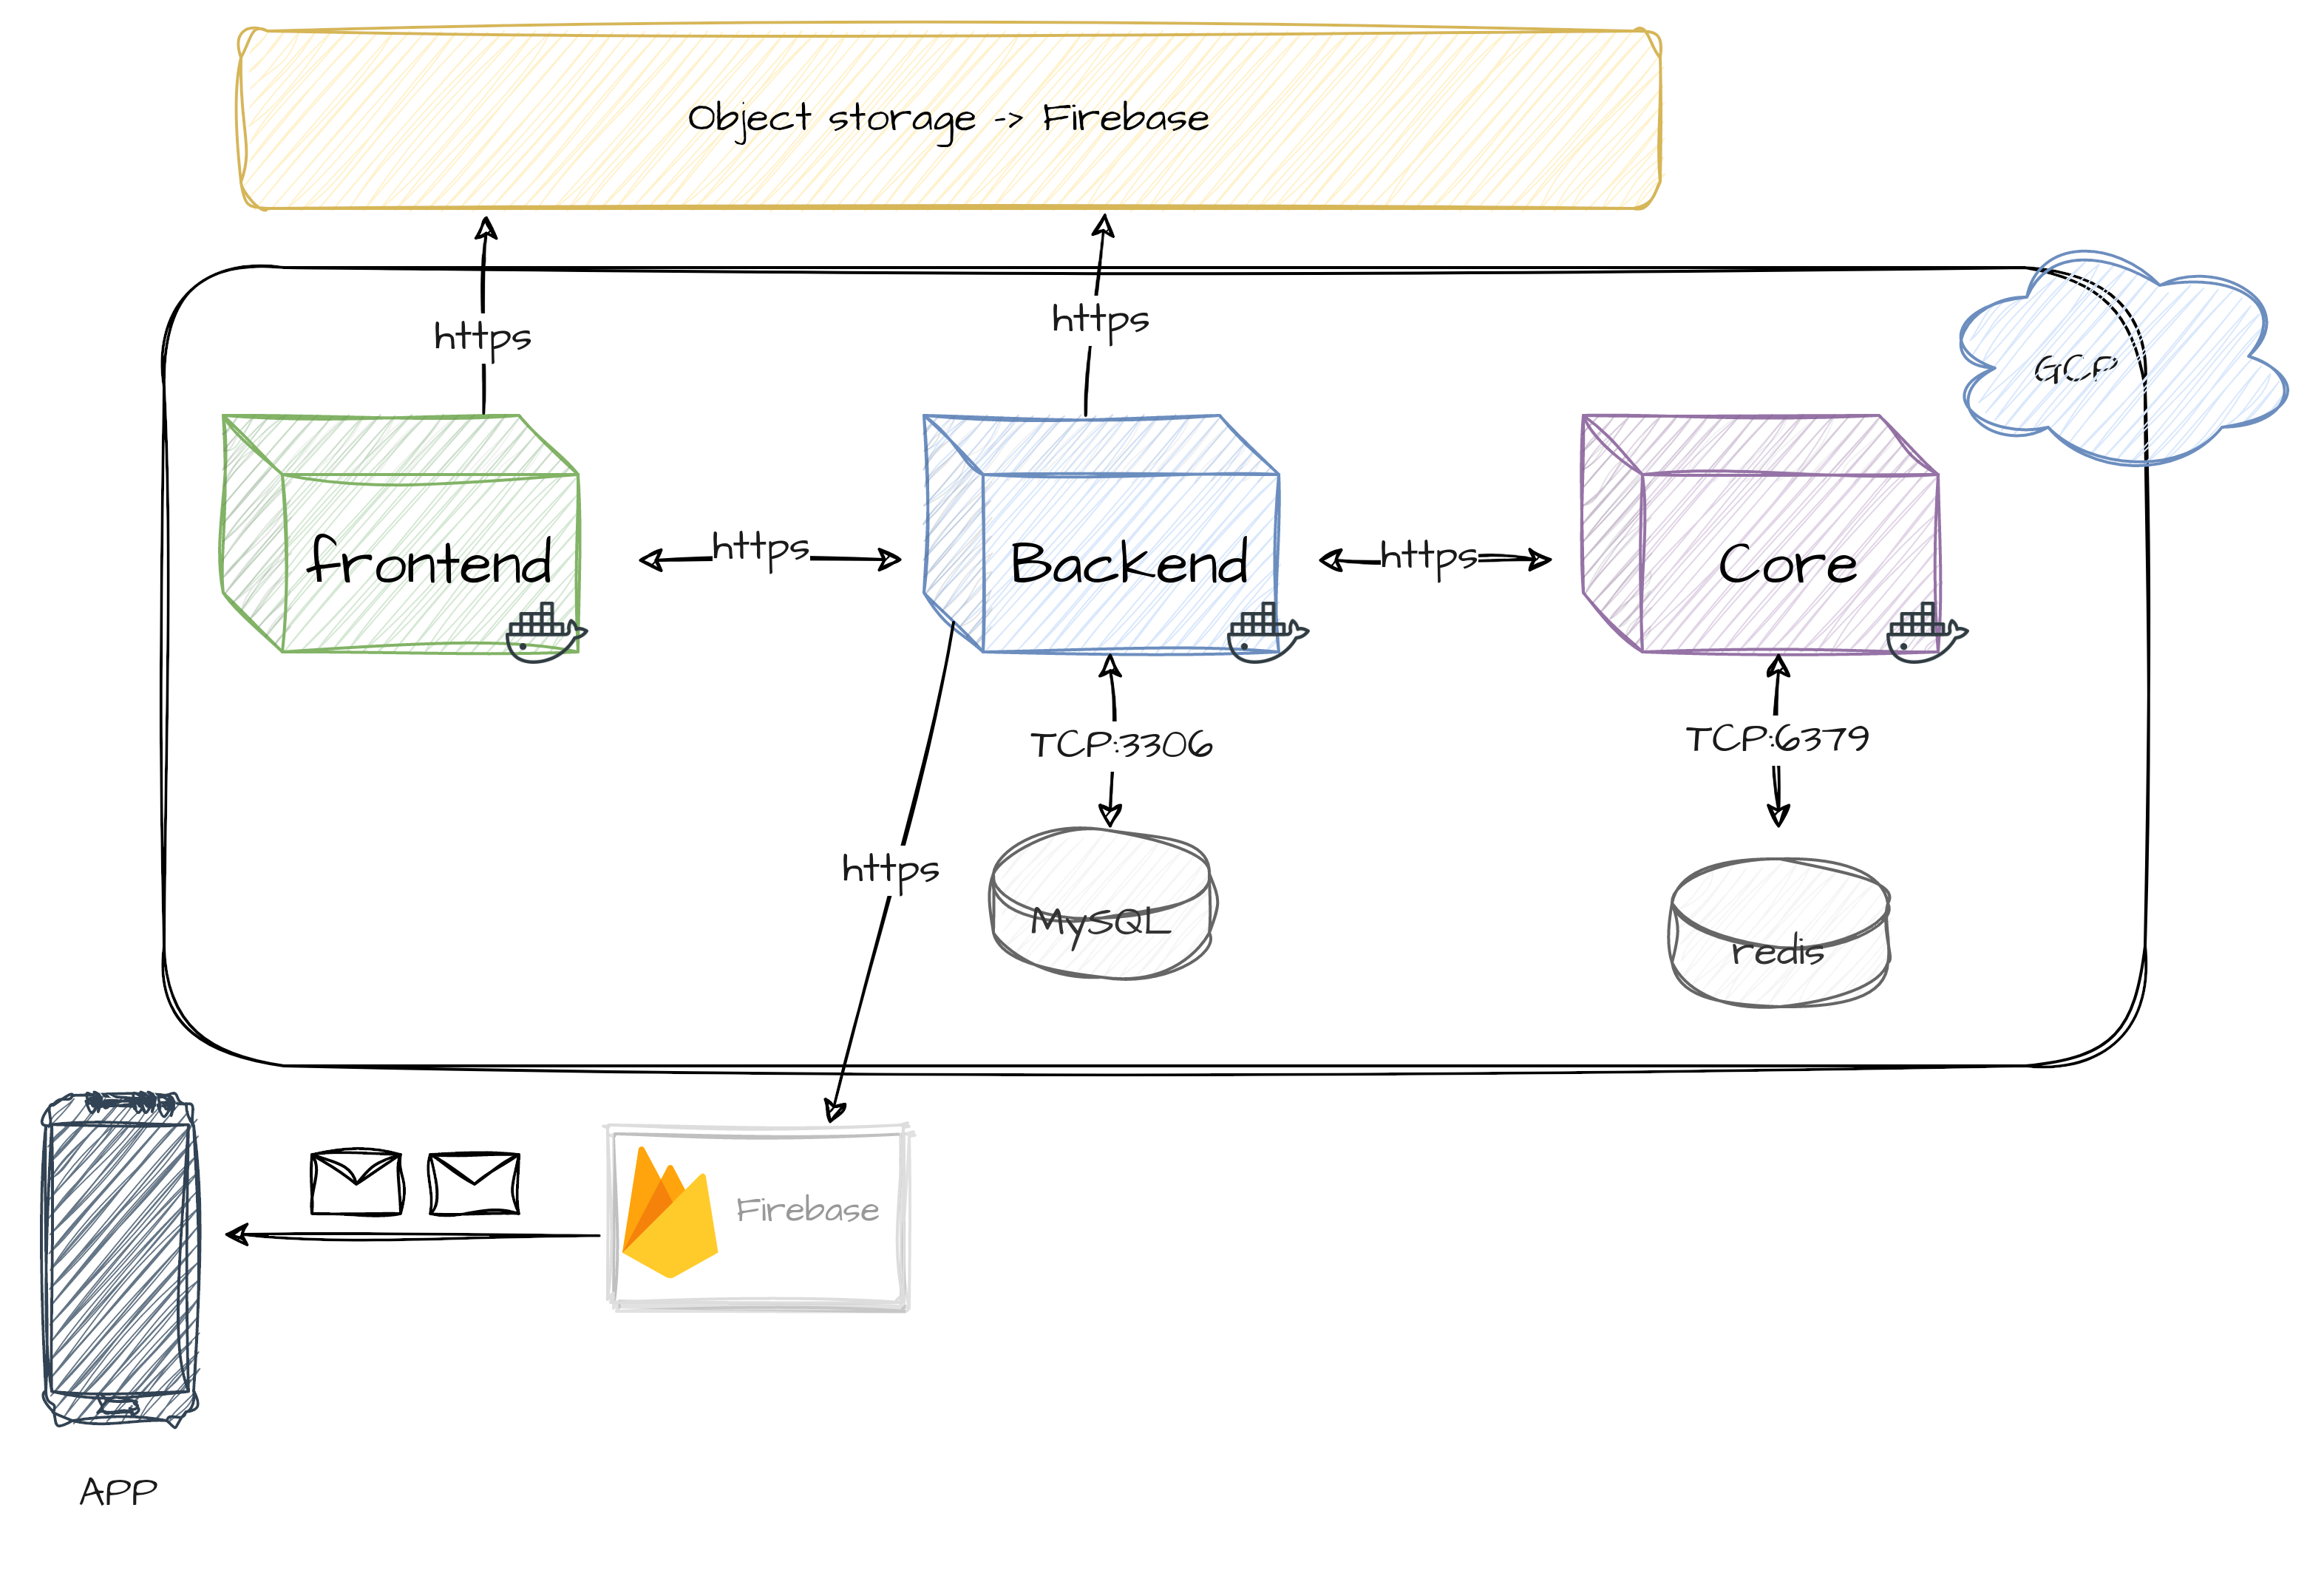 Object storage -> Firebase
https
https
GCP
frontend
https
Backend
https
Core
TCP:3306
TCP:6379
https
MySQL
redis
Firebase
APP